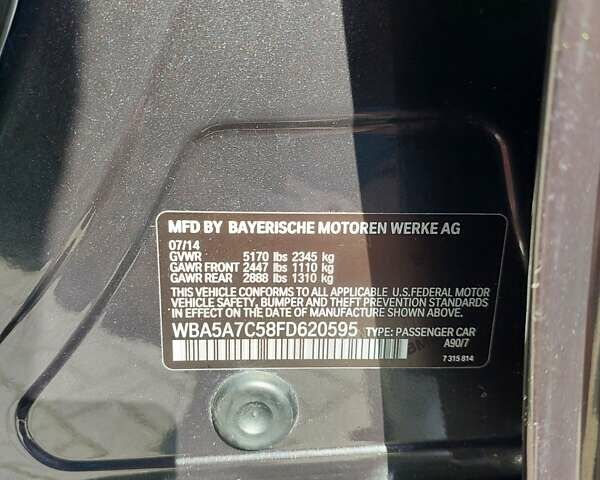 MFD BY BAYERISCHE MOTOREN WERKE AG
07/14
GVWR 5170 lbs 2345 kg
GAWR FRONT 2447 lbs 1110 kg
GAWR REAR 2888 lbs 1310 kg
THIS VEHICLE CONFORMS TO ALL APPLICABLE U.S.FEDERAL MOTOR
VEHICLE SAFETY, BUMPER AND THEFT PREVENTION STANDARDS
IN EFFECT ON THE DATE OF MANUFACTURE SHOWN ABOVE.
WBA5A7C58FD620595 TYPE: PASSENGER CAR
A90/7
7 315 814